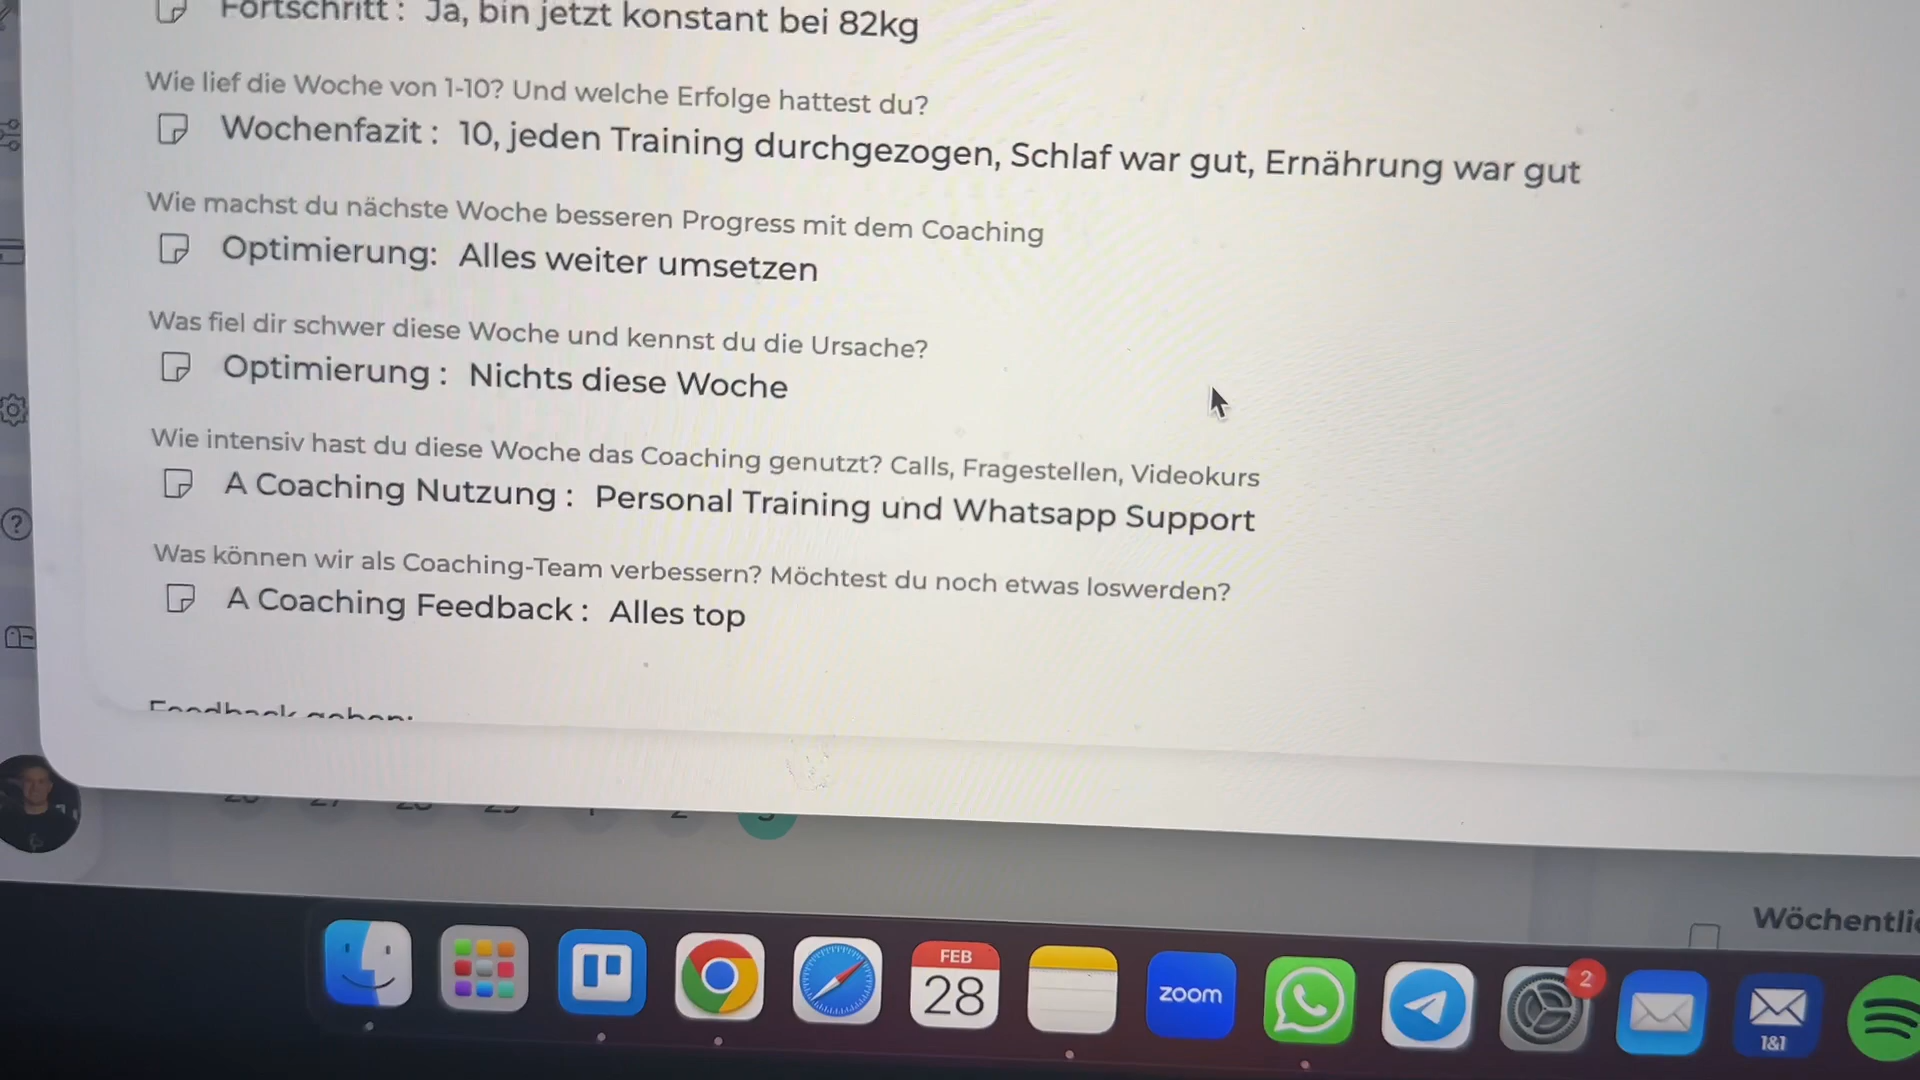 Fortschritt : Ja, bin jetzt konstant bei 82kg
Wie lief die Woche von 1-10? Und welche Erfolge hattest du?
Wochenfazit : 10, jeden Training durchgezogen, Schlaf war gut, Ernährung war gut
Wie machst du nächste Woche besseren Progress mit dem Coaching
Optimierung: Alles weiter umsetzen
Was fiel dir schwer diese Woche und kennst du die Ursache?
Optimierung : Nichts diese Woche
Wie intensiv hast du diese Woche das Coaching genutzt? Calls, Fragestellen, Videokurs
A Coaching Nutzung : Personal Training und Whatsapp Support
Was können wir als Coaching-Team verbessern? Möchtest du noch etwas loswerden?
A Coaching Feedback : Alles top
Feedback geben:
FEB
28
zoom
2
1&1